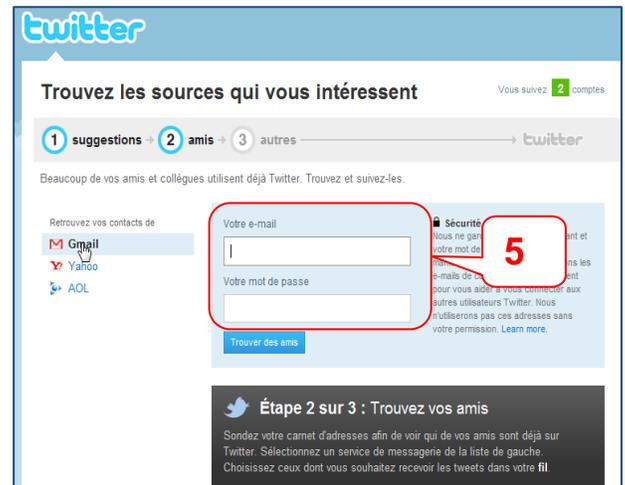 twitter
Trouvez les sources qui vous intéressent
Vous suivez 2 comptes
1 suggestions → 2 amis → 3 autres → twitter
Beaucoup de vos amis et collègues utilisent déjà Twitter. Trouvez et suivez-les.
Retrouvez vos contacts de
Gmail
Yahoo
AOL
Votre e-mail
Votre mot de passe
Trouver des amis
Sécurité
Nous ne ant et
votre mot de
ns les
e-mails de ent
pour vous aider à vous connecter aux
autres utilisateurs Twitter. Nous
n'utiliserons pas ces adresses sans
votre permission. Learn more.
5
Étape 2 sur 3 : Trouvez vos amis
Sondez votre carnet d'adresses afin de voir qui de vos amis sont déjà sur
Twitter. Sélectionnez un service de messagerie de la liste de gauche.
Choisissez ceux dont vous souhaitez recevoir les tweets dans votre fil.